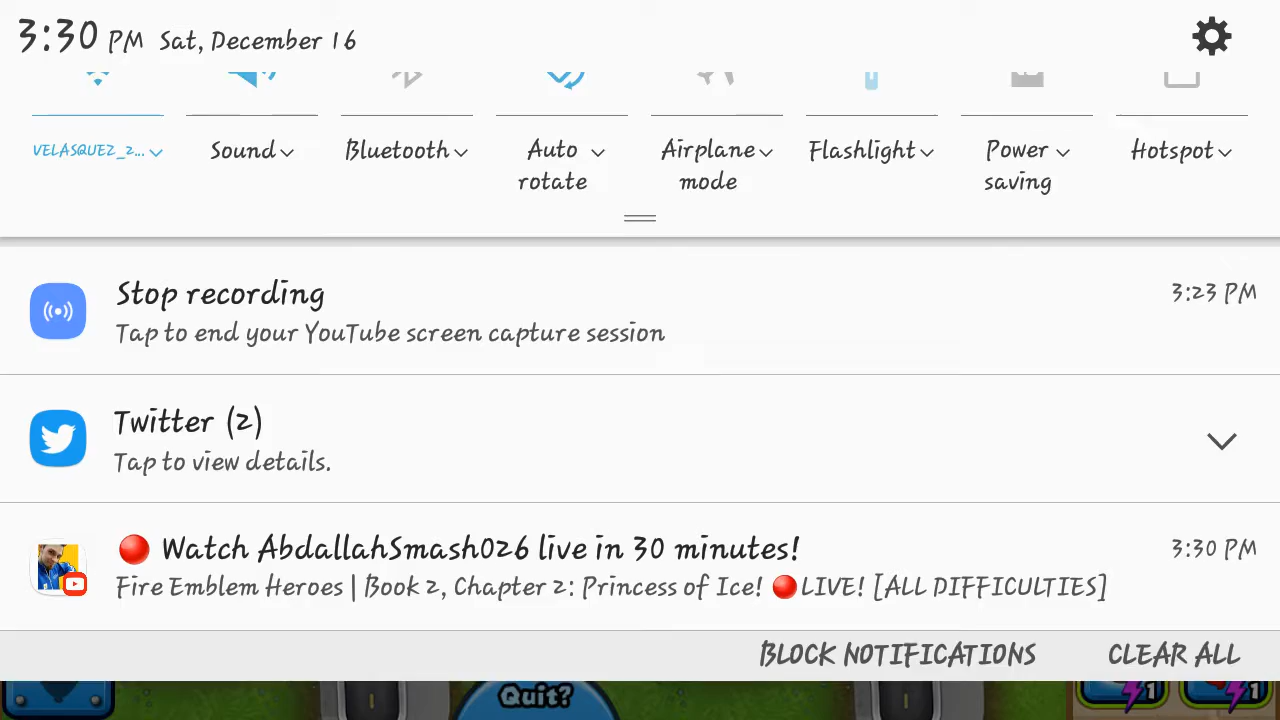 3:30 PM Sat, December 16
VELASQUEZ_2... Sound Bluetooth Auto rotate Airplane mode Flashlight Power saving Hotspot
Stop recording 3:23 PM
Tap to end your YouTube screen capture session
Twitter (2)
Tap to view details.
🔴 Watch AbdallahSmash026 live in 30 minutes! 3:30 PM
Fire Emblem Heroes | Book 2, Chapter 2: Princess of Ice! 🔴LIVE! [ALL DIFFICULTIES]
BLOCK NOTIFICATIONS CLEAR ALL
Quit? 1 1